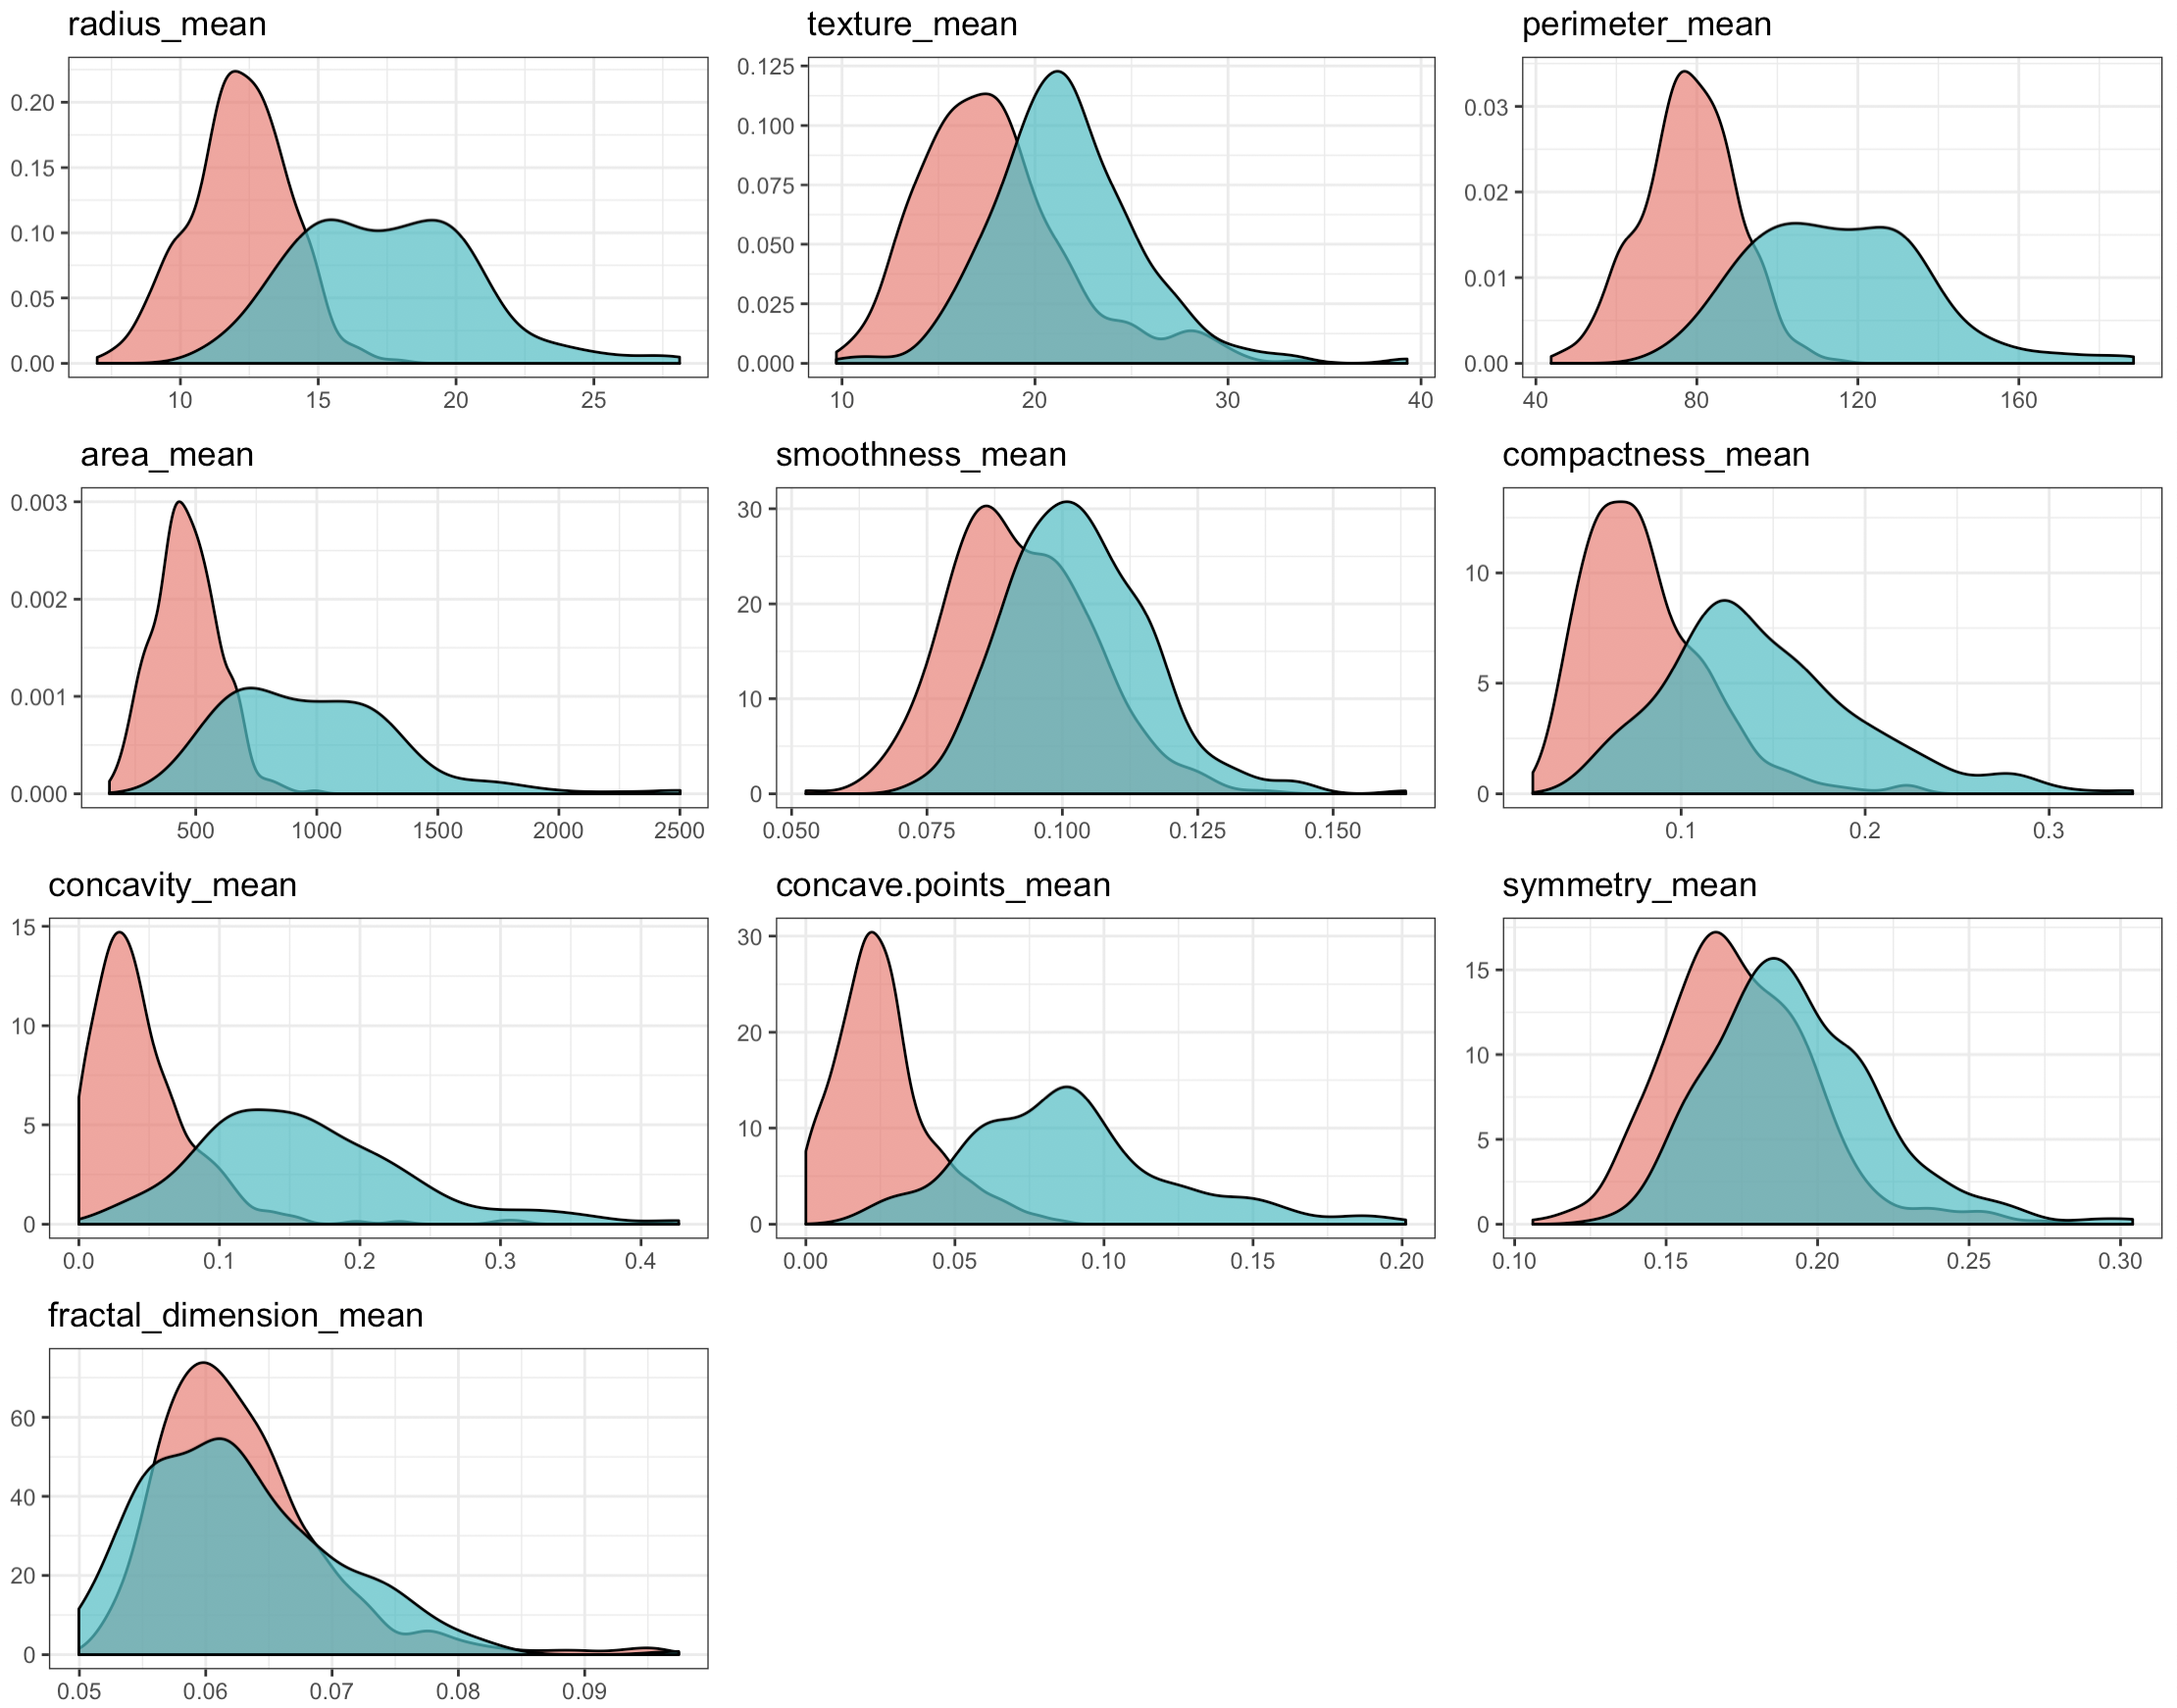 radius_mean
0.20
0.15
0.10
0.05
0.00
10 15 20 25
texture_mean
0.125
0.100
0.075
0.050
0.025
0.000
10 20 30 40
perimeter_mean
0.03
0.02
0.01
0.00
40 80 120 160
area_mean
0.003
0.002
0.001
0.000
500 1000 1500 2000 2500
smoothness_mean
30
20
10
0
0.050 0.075 0.100 0.125 0.150
compactness_mean
10
5
0
0.1 0.2 0.3
concavity_mean
15
10
5
0
0.0 0.1 0.2 0.3 0.4
concave.points_mean
30
20
10
0
0.00 0.05 0.10 0.15 0.20
symmetry_mean
15
10
5
0
0.10 0.15 0.20 0.25 0.30
fractal_dimension_mean
60
40
20
0
0.05 0.06 0.07 0.08 0.09